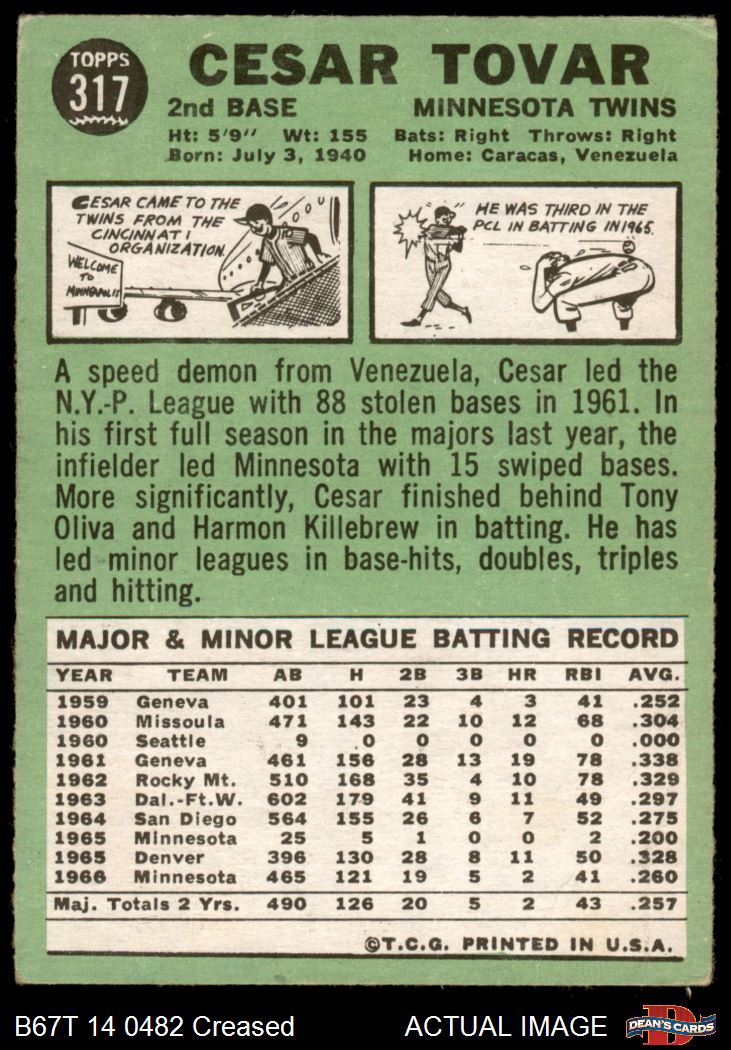 TOPPS
317
CESAR TOVAR
2nd BASE MINNESOTA TWINS
Ht: 5'9" Wt: 155 Bats: Right Throws: Right
Born: July 3, 1940 Home: Caracas, Venezuela
CESAR CAME TO THE
TWINS FROM THE
CINCINNATI
ORGANIZATION.
WELCOME
TO
MINNEAPOLIS
HE WAS THIRD IN THE
PCL IN BATTING IN 1965.
A speed demon from Venezuela, Cesar led the
N.Y.-P. League with 88 stolen bases in 1961. In
his first full season in the majors last year, the
infielder led Minnesota with 15 swiped bases.
More significantly, Cesar finished behind Tony
Oliva and Harmon Killebrew in batting. He has
led minor leagues in base-hits, doubles, triples
and hitting.
MAJOR & MINOR LEAGUE BATTING RECORD
YEAR TEAM AB H 2B 3B HR RBI AVG.
1959 Geneva 401 101 23 4 3 41 .252
1960 Missoula 471 143 22 10 12 68 .304
1960 Seattle 9 0 0 0 0 0 .000
1961 Geneva 461 156 28 13 19 78 .338
1962 Rocky Mt. 510 168 35 4 10 78 .329
1963 Dal.-Ft.W. 602 179 41 9 11 49 .297
1964 San Diego 564 155 26 6 7 52 .275
1965 Minnesota 25 5 1 0 0 2 .200
1965 Denver 396 130 28 8 11 50 .328
1966 Minnesota 465 121 19 5 2 41 .260
Maj. Totals 2 Yrs. 490 126 20 5 2 43 .257
©T.C.G. PRINTED IN U.S.A.
B67T 14 0482 Creased ACTUAL IMAGE
D
DEAN'S CARDS